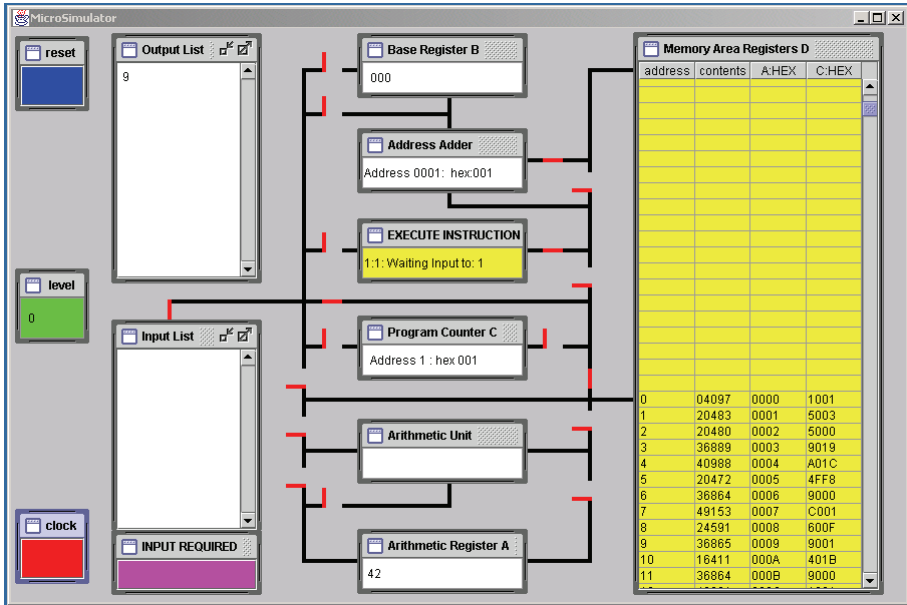 MicroSimulator
reset
Output List
9
level
0
Input List
clock
INPUT REQUIRED
Base Register B
000
Address Adder
Address 0001: hex:001
EXECUTE INSTRUCTION
1:1: Waiting Input to: 1
Program Counter C
Address 1 : hex 001
Arithmetic Unit
Arithmetic Register A
42
Memory Area Registers D
address contents A:HEX C:HEX
0 04097 0000 1001
1 20483 0001 5003
2 20480 0002 5000
3 36889 0003 9019
4 40988 0004 A01C
5 20472 0005 4FF8
6 36864 0006 9000
7 49153 0007 C001
8 24591 0008 600F
9 36865 0009 9001
10 16411 000A 401B
11 36864 000B 9000